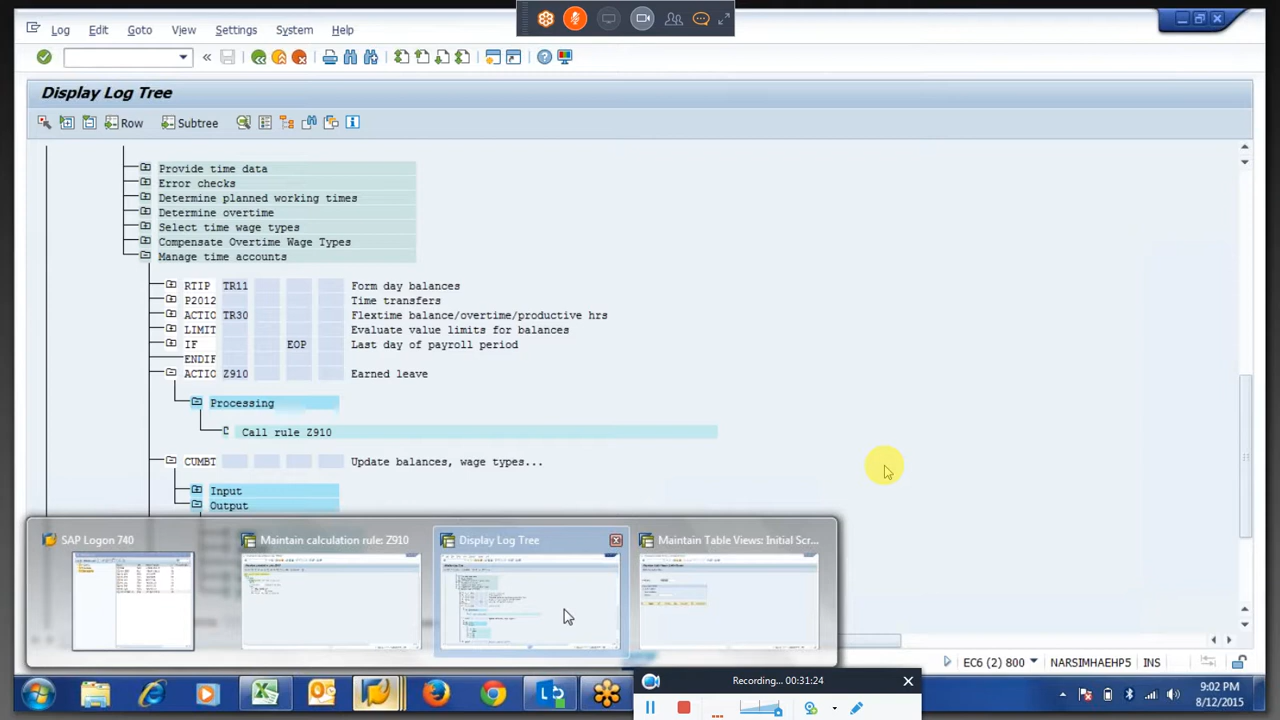 Log Edit Goto View Settings System Help
Display Log Tree
Row Subtree
Provide time data
Error checks
Determine planned working times
Determine overtime
Select time wage types
Compensate Overtime Wage Types
Manage time accounts
RTIP TR11 Form day balances
P2012 Time transfers
ACTIO TR30 Flextime balance/overtime/productive hrs
LIMIT Evaluate value limits for balances
IF EOP Last day of payroll period
ENDIF
ACTIO Z910 Earned leave
Processing
Call rule Z910
CUMBT Update balances, wage types...
Input
Output
SAP Logon 740 Maintain calculation rule: Z910 Display Log Tree Maintain Table Views: Initial Scr...
EC6 (2) 800 NARSIMHAEHP5 INS
Recording... 00:31:24
9:02 PM
8/12/2015